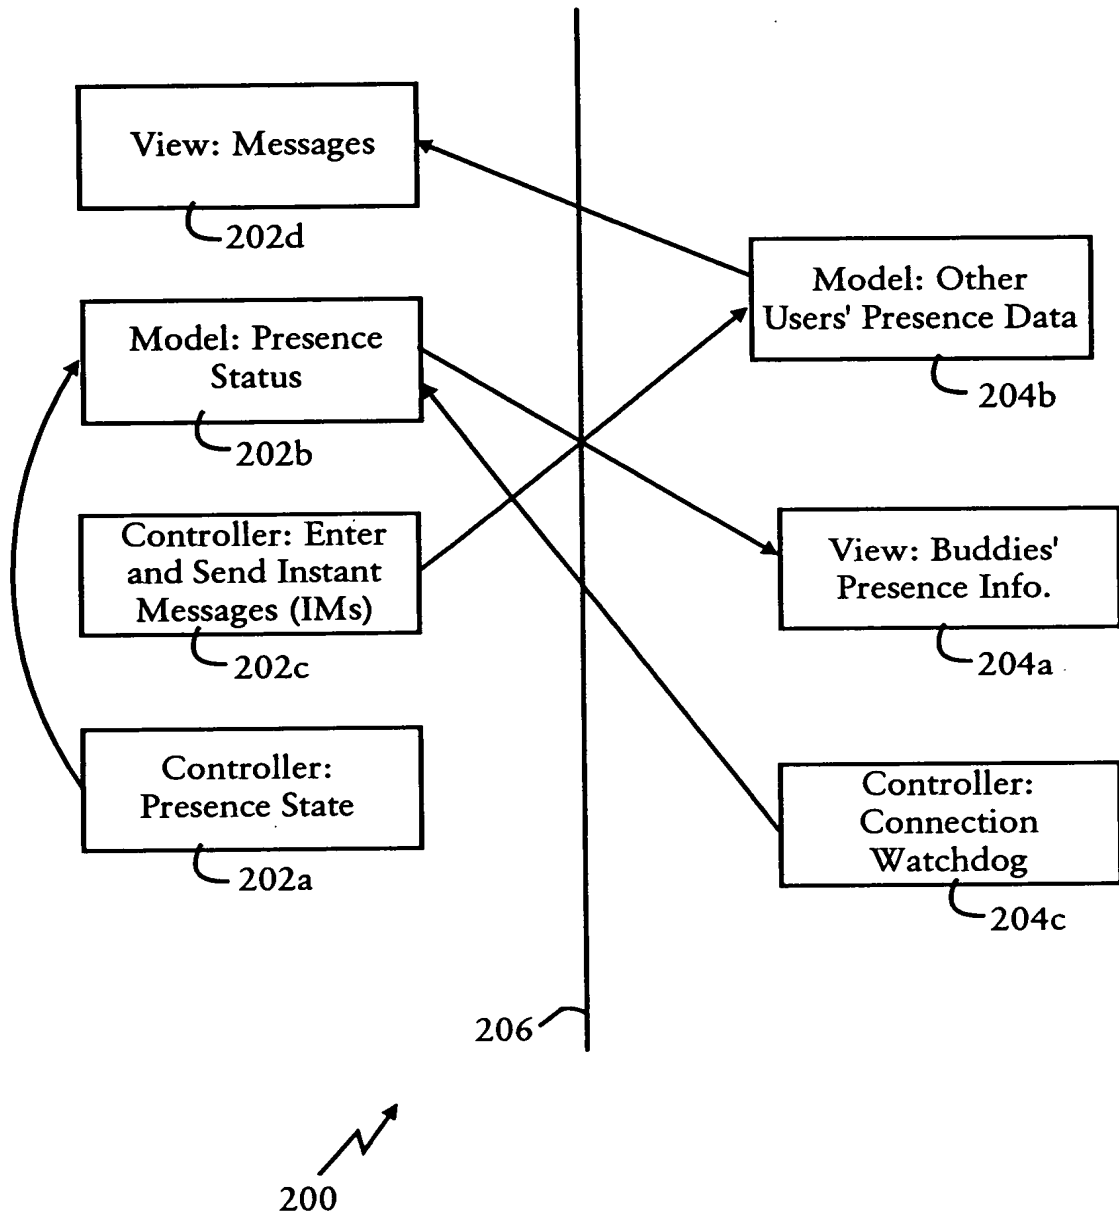 View: Messages
202d
Model: Presence
Status
202b
Controller: Enter
and Send Instant
Messages (IMs)
202c
Controller:
Presence State
202a
Model: Other
Users' Presence Data
204b
View: Buddies'
Presence Info.
204a
Controller:
Connection
Watchdog
204c
206
200